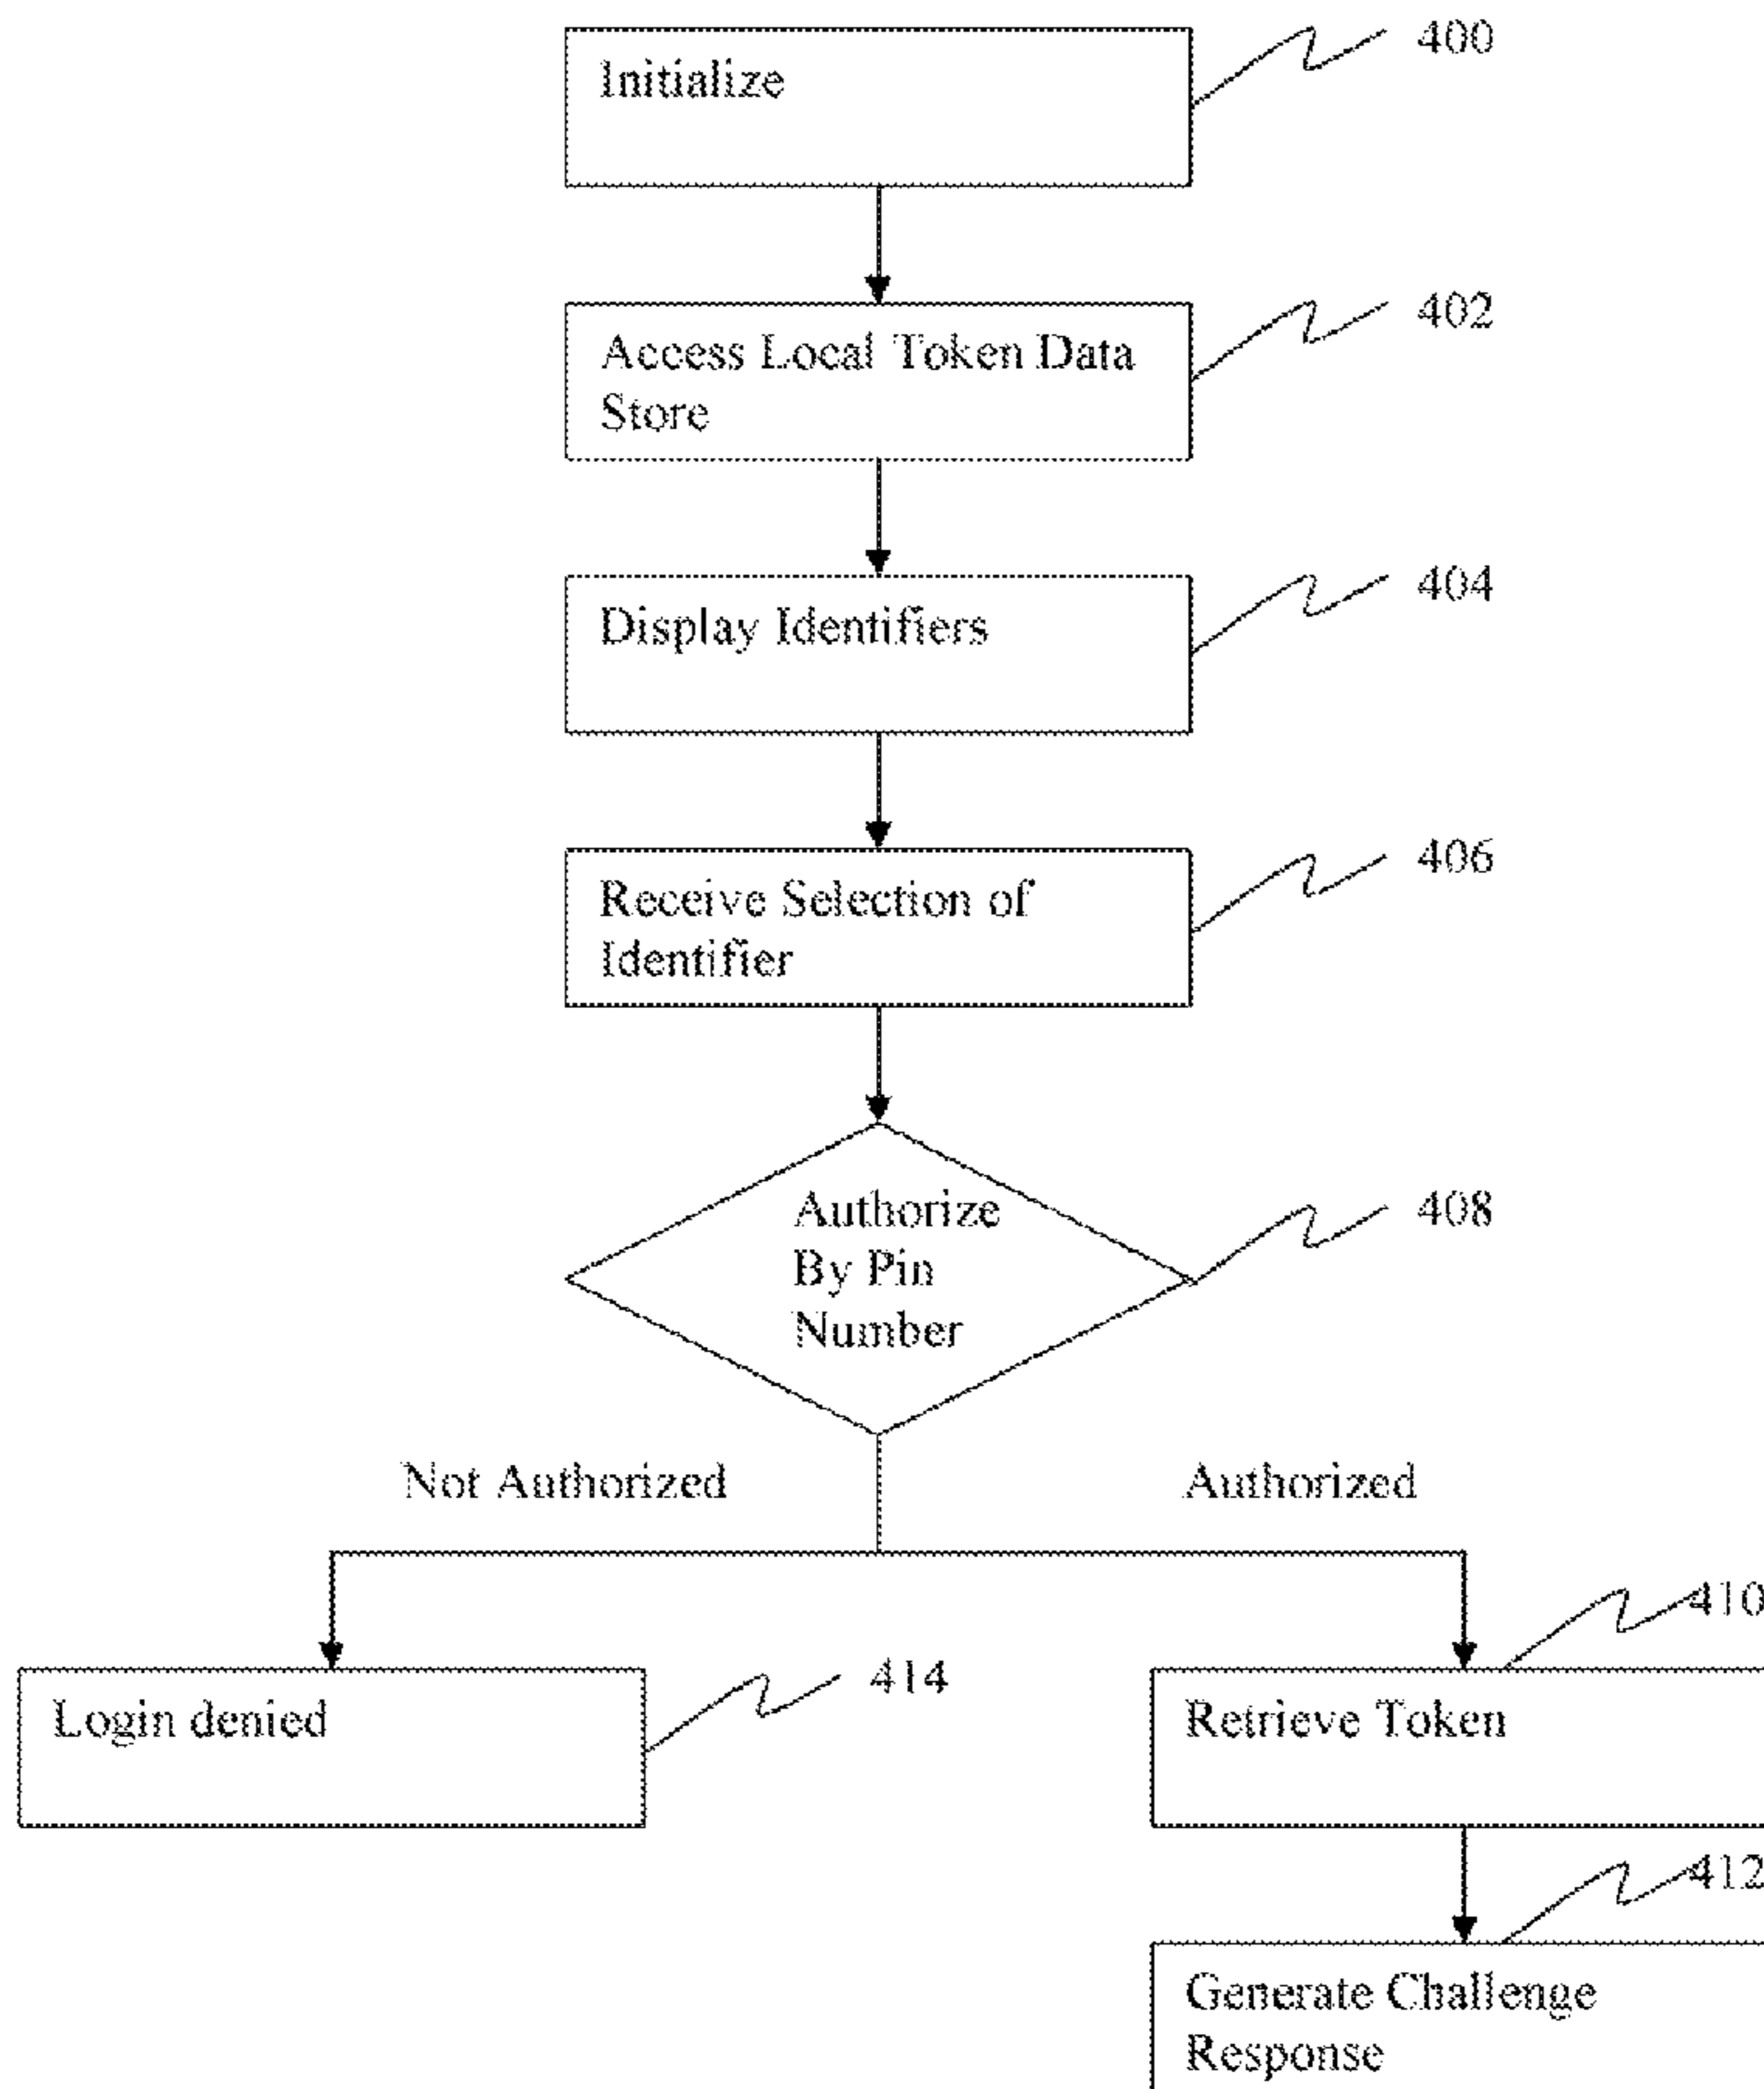 Initialize
400
Access Local Token Data
Store
402
Display Identifiers
404
Receive Selection of
Identifier
406
Authorize
By Pin
Number
408
Not Authorized
Authorized
Login denied
414
Retrieve Token
410
Generate Challenge
Response
412